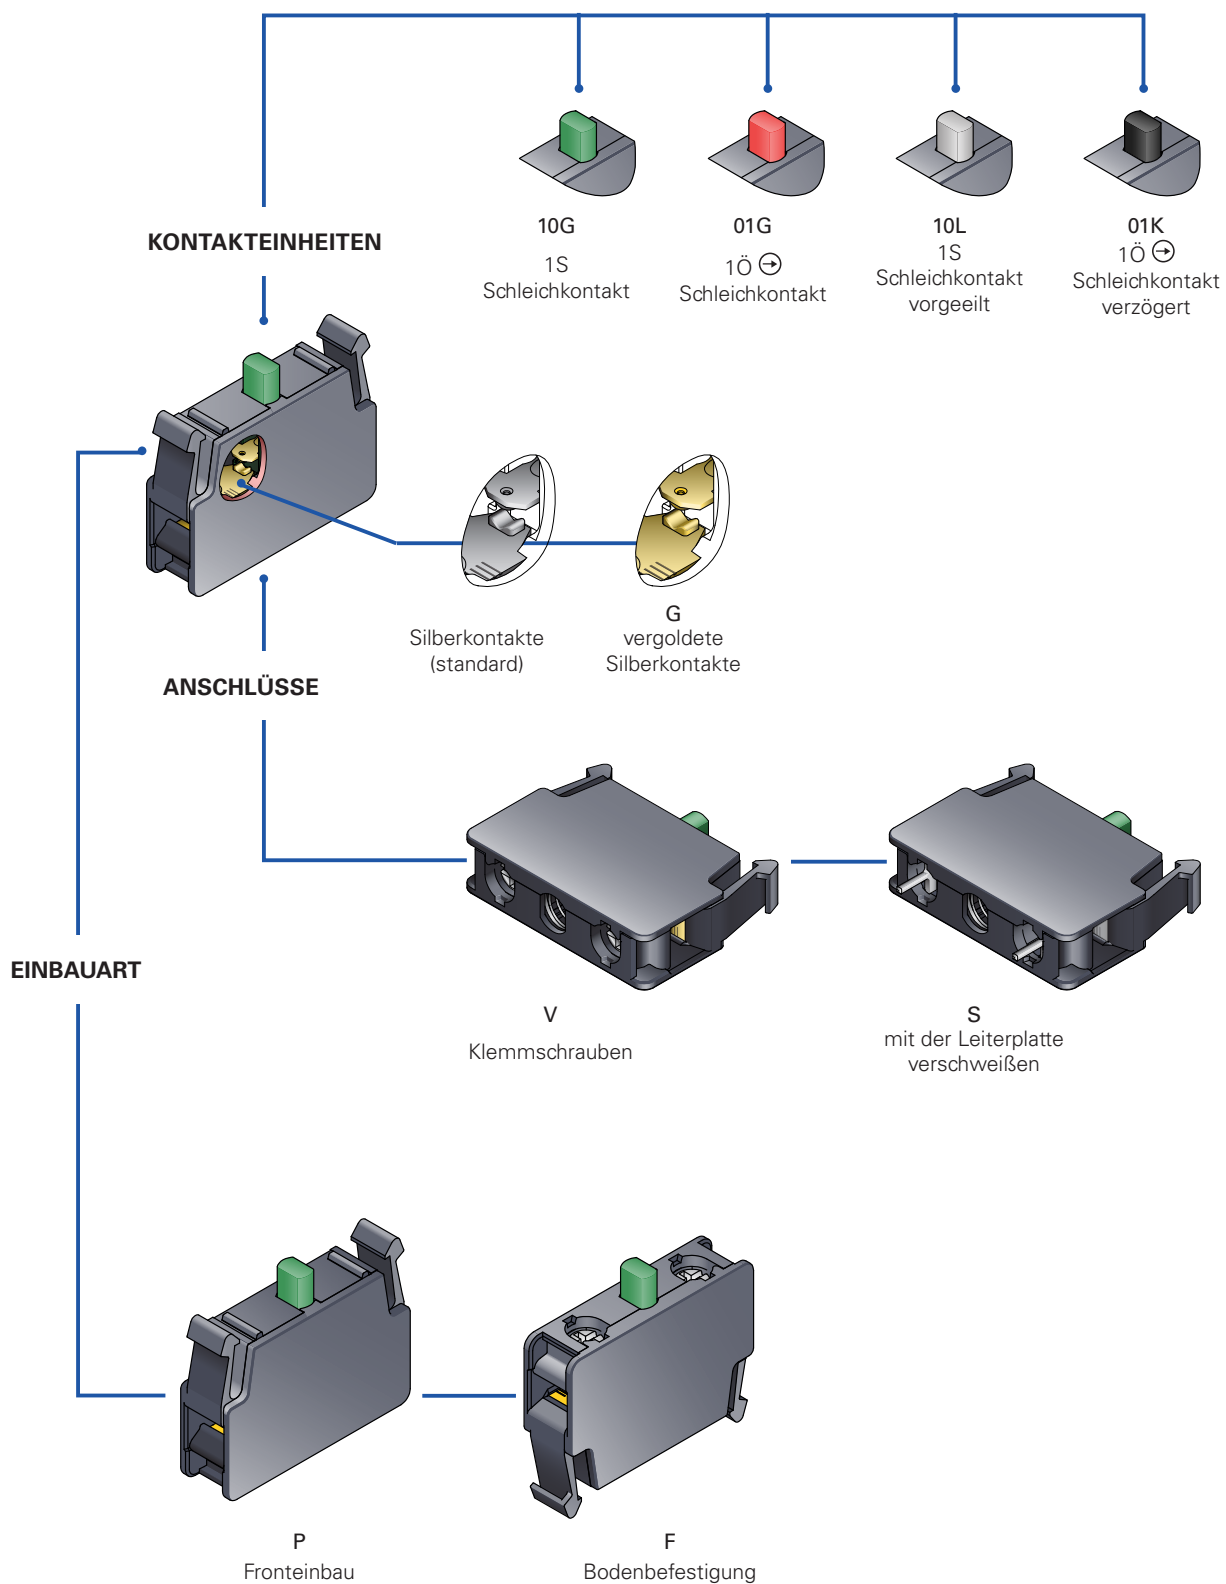 KONTAKTEINHEITEN
10G
1S
Schleichkontakt
01G
1Ö
Schleichkontakt
10L
1S
Schleichkontakt
vorgeeilt
01K
1Ö
Schleichkontakt
verzögert
Silberkontakte
(standard)
G
vergoldete
Silberkontakte
ANSCHLÜSSE
V
Klemmschrauben
S
mit der Leiterplatte
verschweißen
EINBAUART
P
Fronteinbau
F
Bodenbefestigung